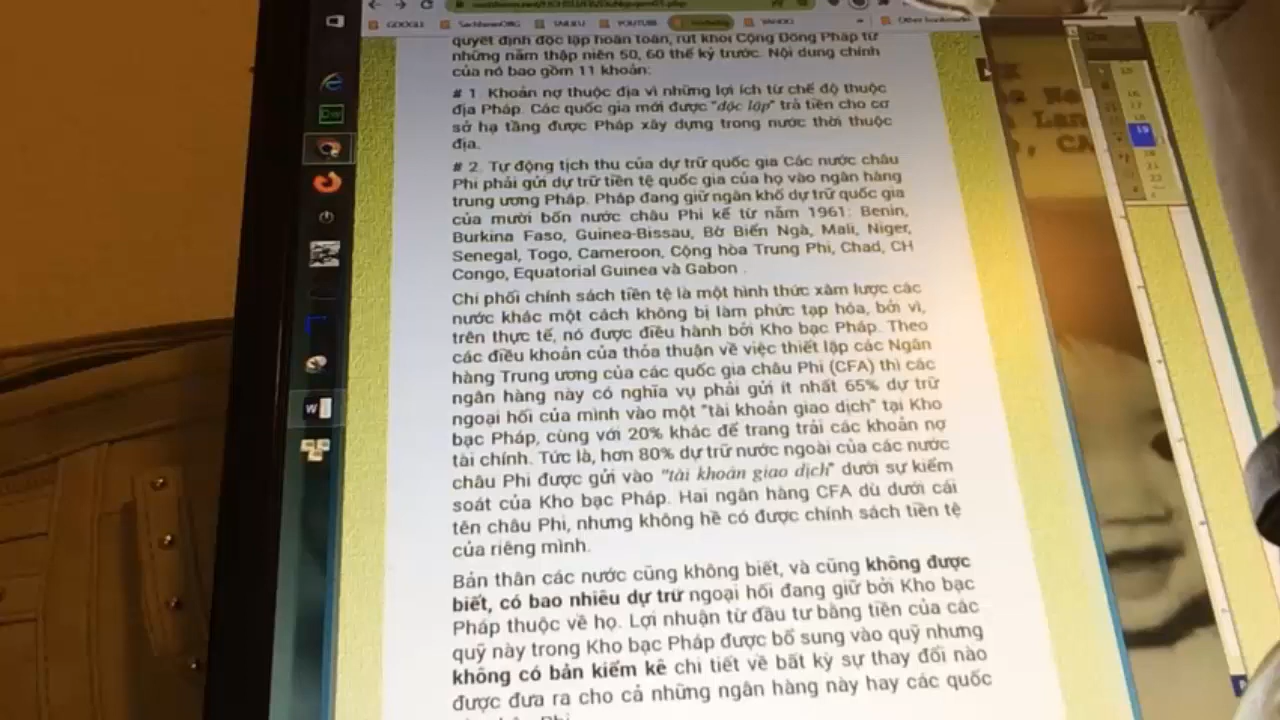 GOOGLE
YOUTUBE
YAHOO
Other bookmarks
quyết định độc lập hoàn toàn, rút khỏi Cộng Đồng Pháp từ
những năm thập niên 50, 60 thế kỷ trước. Nội dung chính
của nó bao gồm 11 khoản:
# 1. Khoản nợ thuộc địa vì những lợi ích từ chế độ thuộc
địa Pháp. Các quốc gia mới được "độc lập" trả tiền cho cơ
sở hạ tầng được Pháp xây dựng trong nước thời thuộc
địa.
# 2. Tự động tịch thu của dự trữ quốc gia Các nước châu
Phi phải gửi dự trữ tiền tệ quốc gia của họ vào ngân hàng
trung ương Pháp. Pháp đang giữ ngân khố dự trữ quốc gia
của mười bốn nước châu Phi kể từ năm 1961: Benin,
Burkina Faso, Guinea-Bissau, Bờ Biển Ngà, Mali, Niger,
Senegal, Togo, Cameroon, Cộng hòa Trung Phi, Chad, CH
Congo, Equatorial Guinea và Gabon .
Chi phối chính sách tiền tệ là một hình thức xâm lược các
nước khác một cách không bị làm phức tạp hóa, bởi vì,
trên thực tế, nó được điều hành bởi Kho bạc Pháp. Theo
các điều khoản của thỏa thuận về việc thiết lập các Ngân
hàng Trung ương của các quốc gia châu Phi (CFA) thì các
ngân hàng này có nghĩa vụ phải gửi ít nhất 65% dự trữ
ngoại hối của mình vào một "tài khoản giao dịch" tại Kho
bạc Pháp, cùng với 20% khác để trang trải các khoản nợ
tài chính. Tức là, hơn 80% dự trữ nước ngoài của các nước
châu Phi được gửi vào "tài khoản giao dịch" dưới sự kiểm
soát của Kho bạc Pháp. Hai ngân hàng CFA dù dưới cái
tên châu Phi, nhưng không hề có được chính sách tiền tệ
của riêng mình.
Bản thân các nước cũng không biết, và cũng không được
biết, có bao nhiêu dự trữ ngoại hối đang giữ bởi Kho bạc
Pháp thuộc về họ. Lợi nhuận từ đầu tư bằng tiền của các
quỹ này trong Kho bạc Pháp được bổ sung vào quỹ nhưng
không có bản kiểm kê chi tiết về bất kỳ sự thay đổi nào
được đưa ra cho cả những ngân hàng này hay các quốc